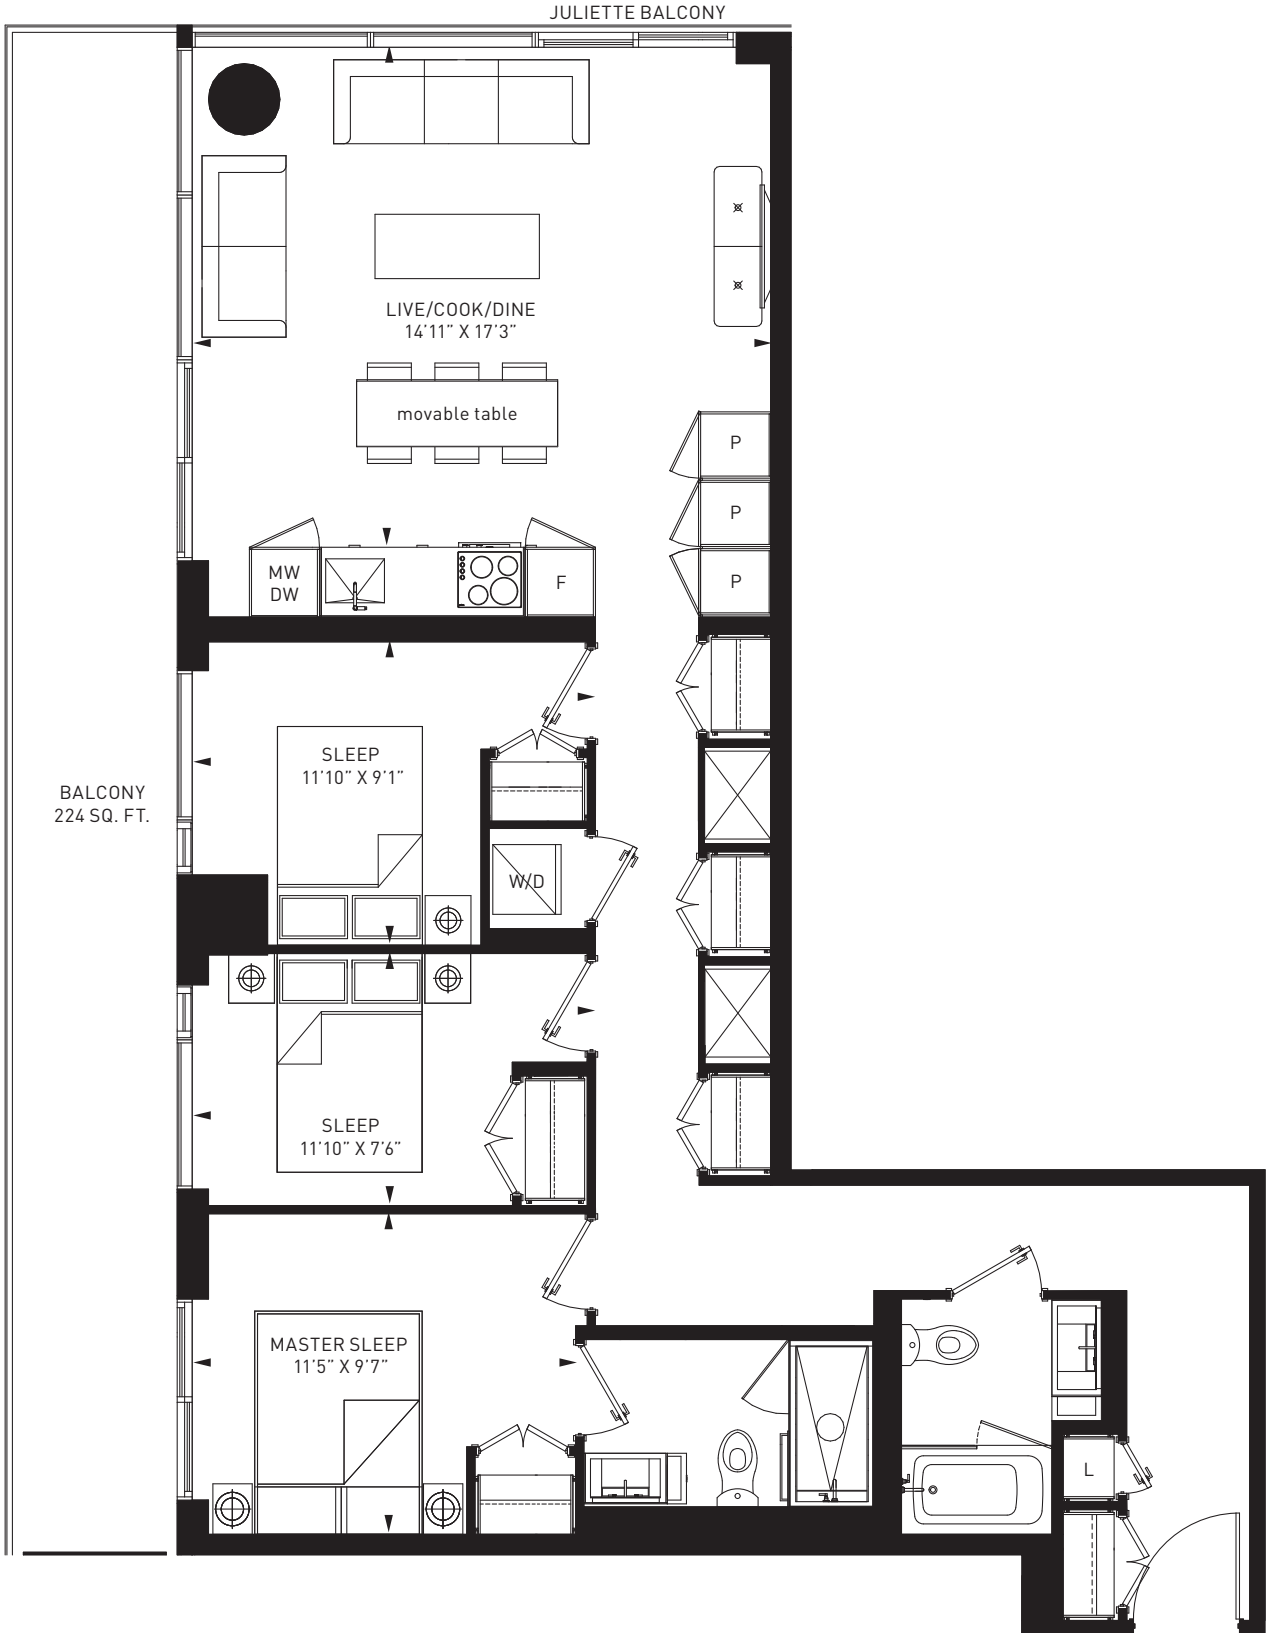 JULIETTE BALCONY
LIVE/COOK/DINE
14'11" X 17'3"
movable table
P
P
P
MW
DW
F
SLEEP
11'10" X 9'1"
BALCONY
224 SQ. FT.
W/D
SLEEP
11'10" X 7'6"
MASTER SLEEP
11'5" X 9'7"
L